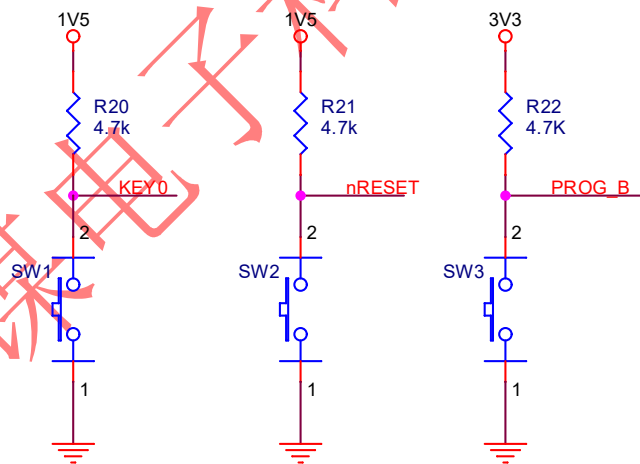 1V5
1V5
3V3
R20
4.7k
R21
4.7k
R22
4.7K
KEY0
nRESET
PROG_B
2
2
2
SW1
SW2
SW3
1
1
1